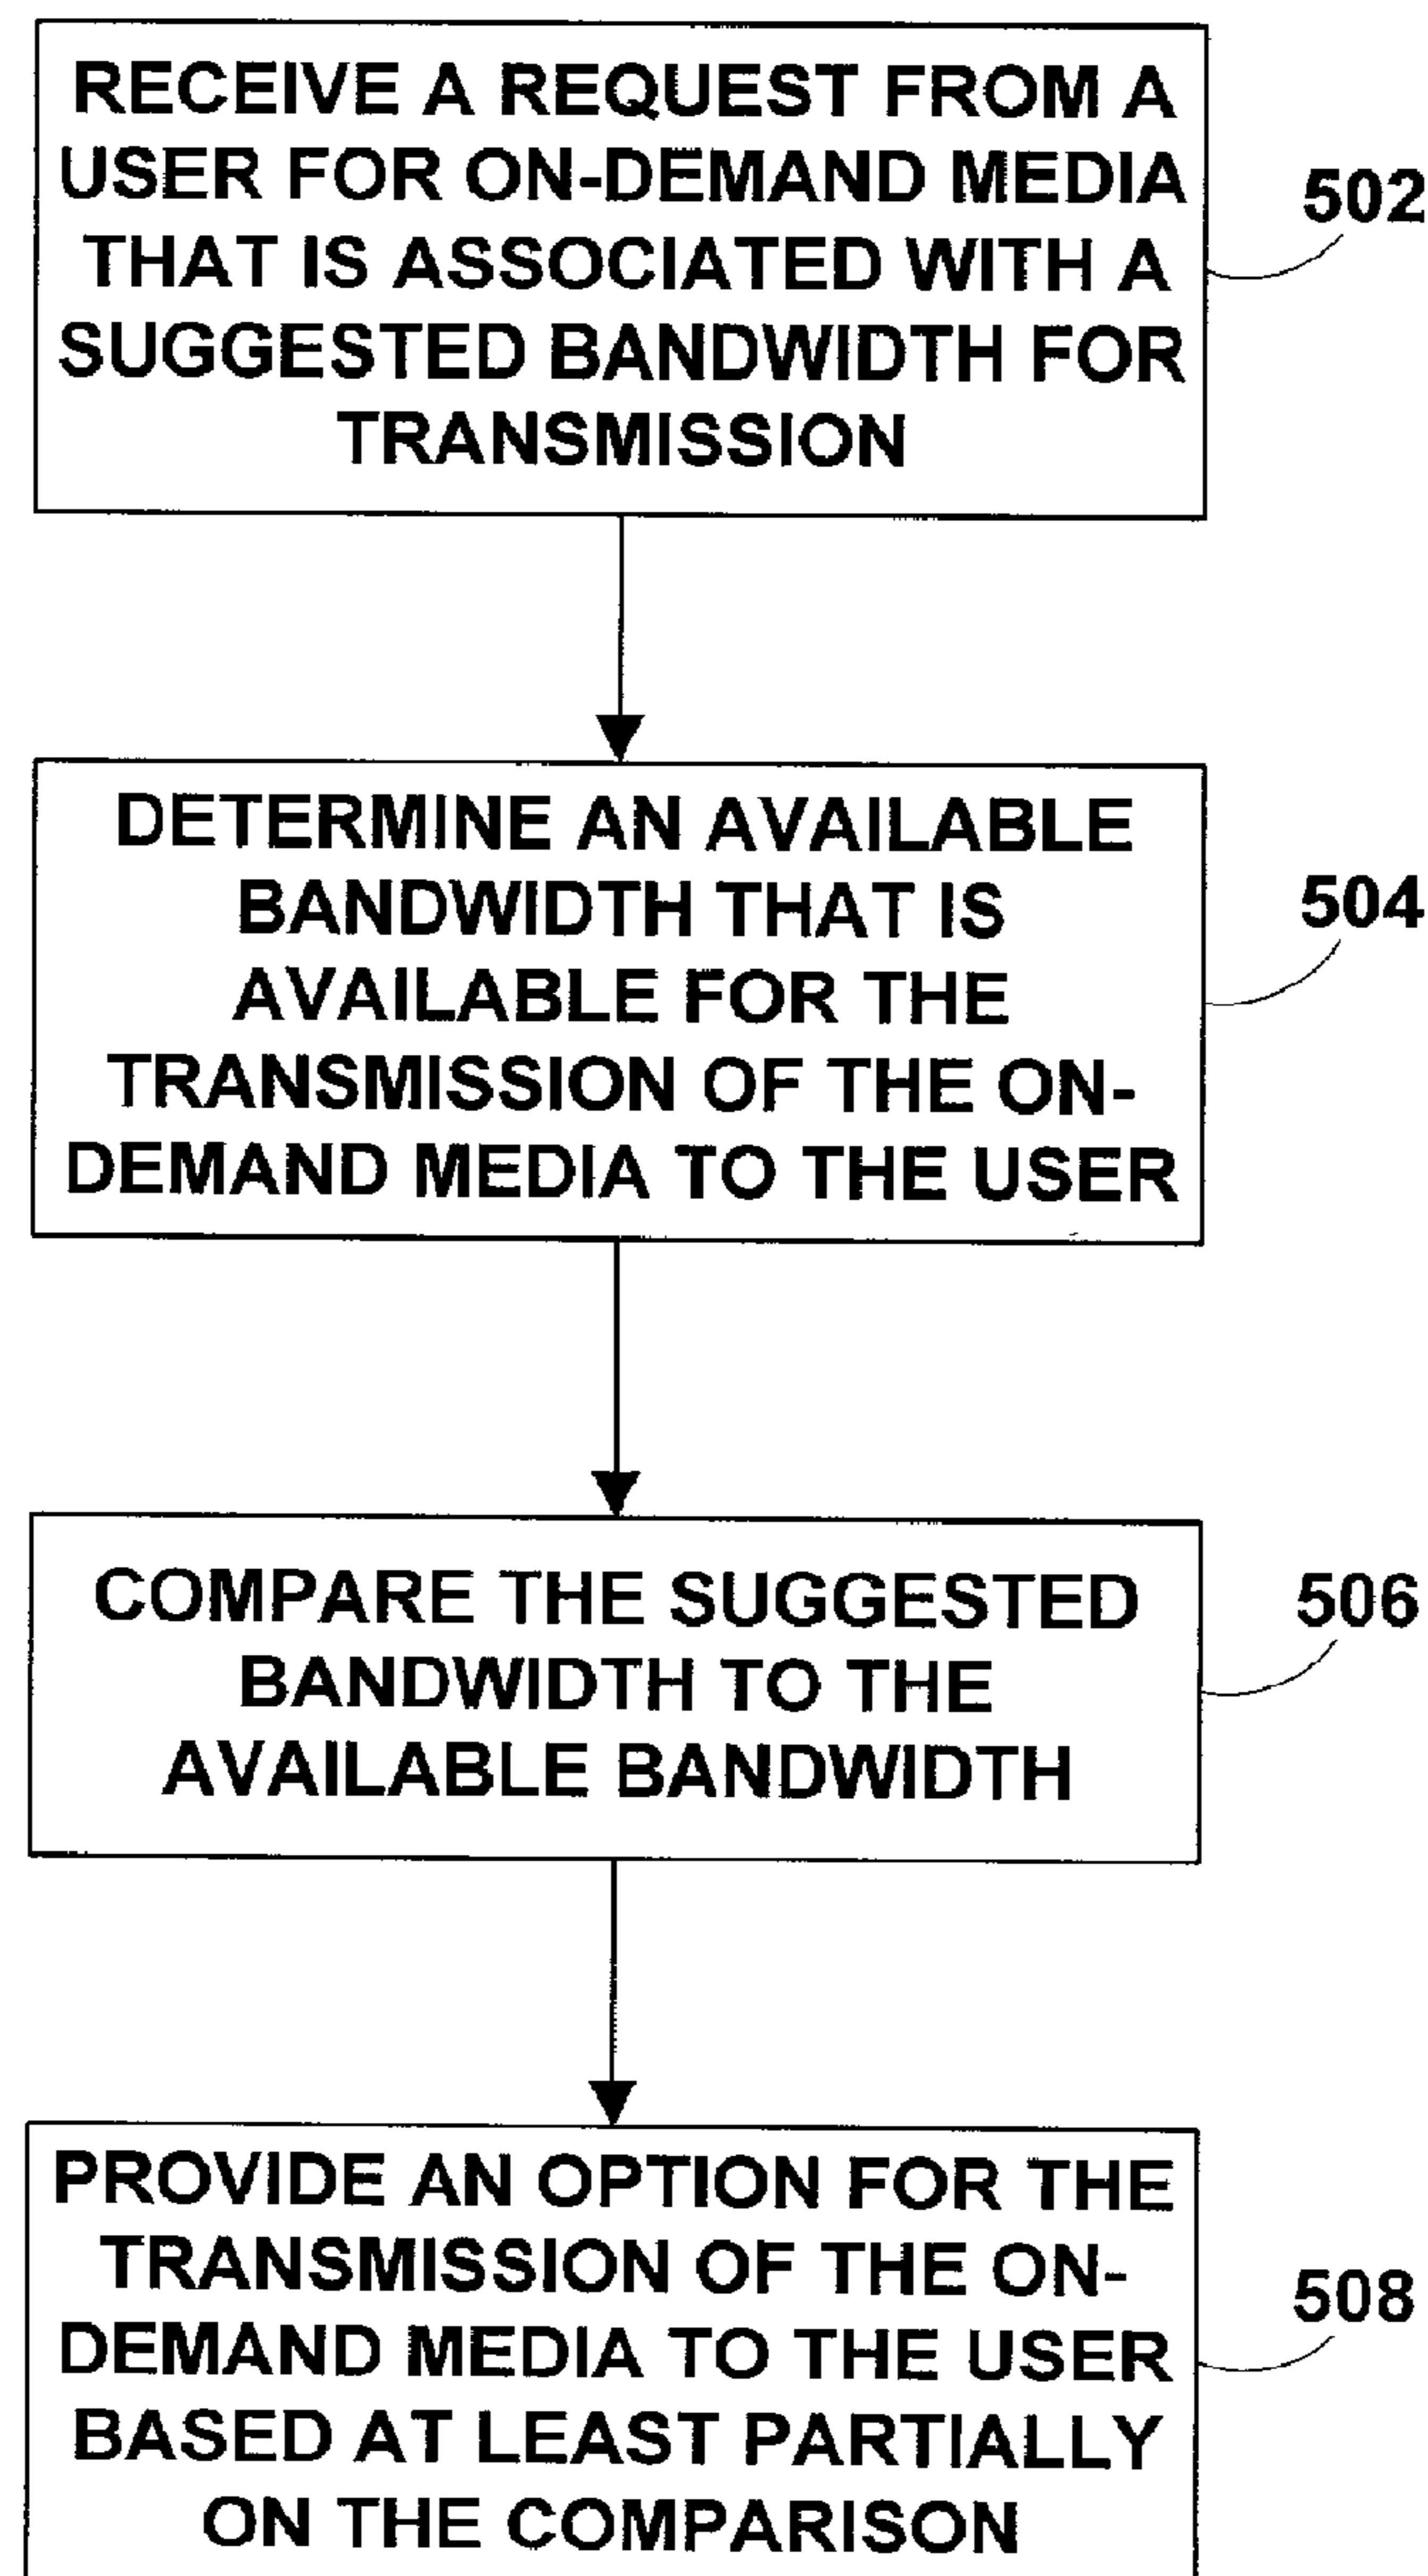 RECEIVE A REQUEST FROM A
USER FOR ON-DEMAND MEDIA
THAT IS ASSOCIATED WITH A
SUGGESTED BANDWIDTH FOR
TRANSMISSION
502
DETERMINE AN AVAILABLE
BANDWIDTH THAT IS
AVAILABLE FOR THE
TRANSMISSION OF THE ON-
DEMAND MEDIA TO THE USER
504
COMPARE THE SUGGESTED
BANDWIDTH TO THE
AVAILABLE BANDWIDTH
506
PROVIDE AN OPTION FOR THE
TRANSMISSION OF THE ON-
DEMAND MEDIA TO THE USER
BASED AT LEAST PARTIALLY
ON THE COMPARISON
508